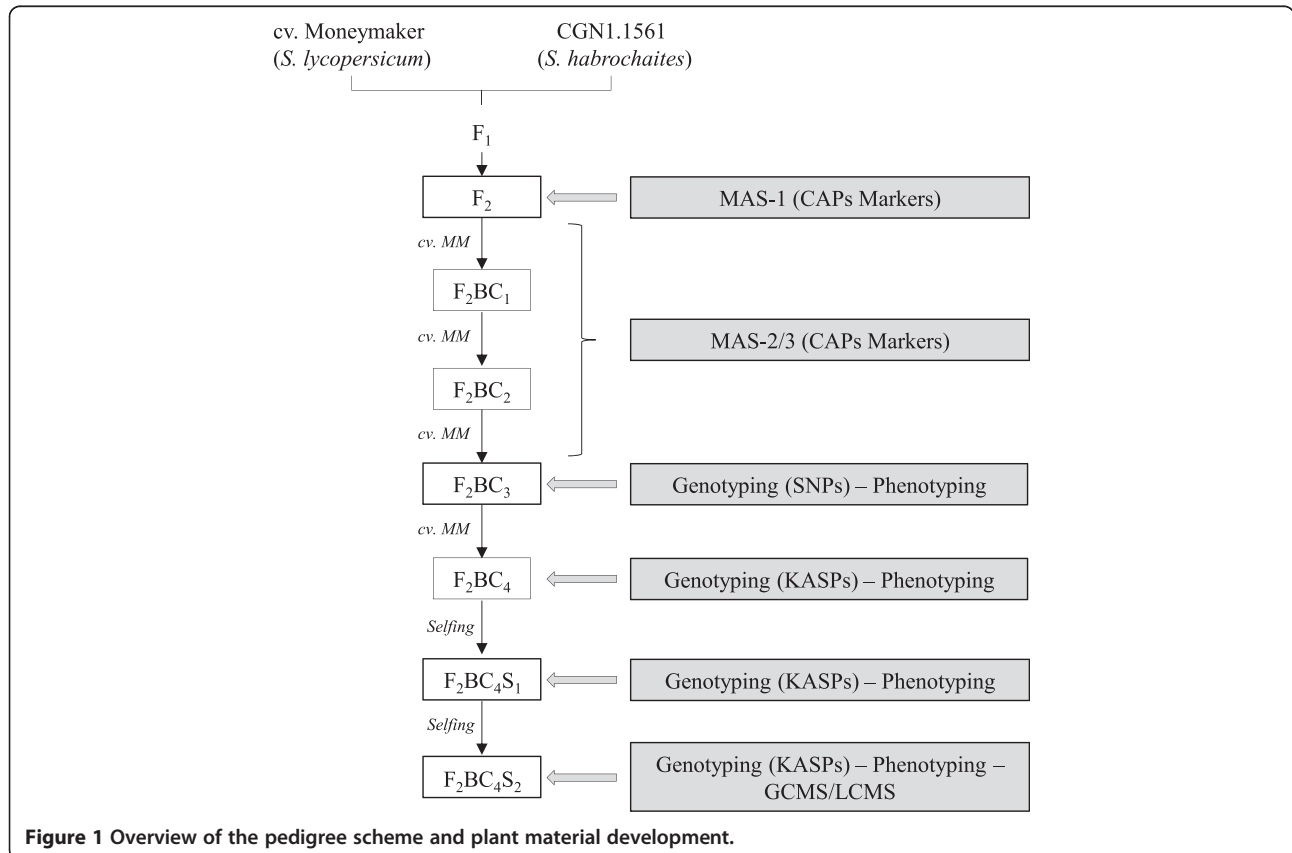 cv. Moneymaker
(S. lycopersicum)
CGN1.1561
(S. habrochaites)
F₁
F₂
MAS-1 (CAPs Markers)
cv. MM
F₂BC₁
cv. MM
MAS-2/3 (CAPs Markers)
F₂BC₂
cv. MM
F₂BC₃
Genotyping (SNPs) – Phenotyping
cv. MM
F₂BC₄
Genotyping (KASPs) – Phenotyping
Selfing
F₂BC₄S₁
Genotyping (KASPs) – Phenotyping
Selfing
F₂BC₄S₂
Genotyping (KASPs) – Phenotyping –
GCMS/LCMS
Figure 1 Overview of the pedigree scheme and plant material development.